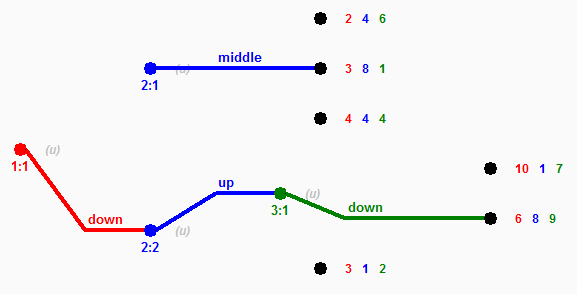 2 4 6
middle
(u) 3 8 1
2:1
4 4 4
(u)
1:1
10 1 7
up
3:1 (u)
down
down
6 8 9
(u)
2:2
3 1 2